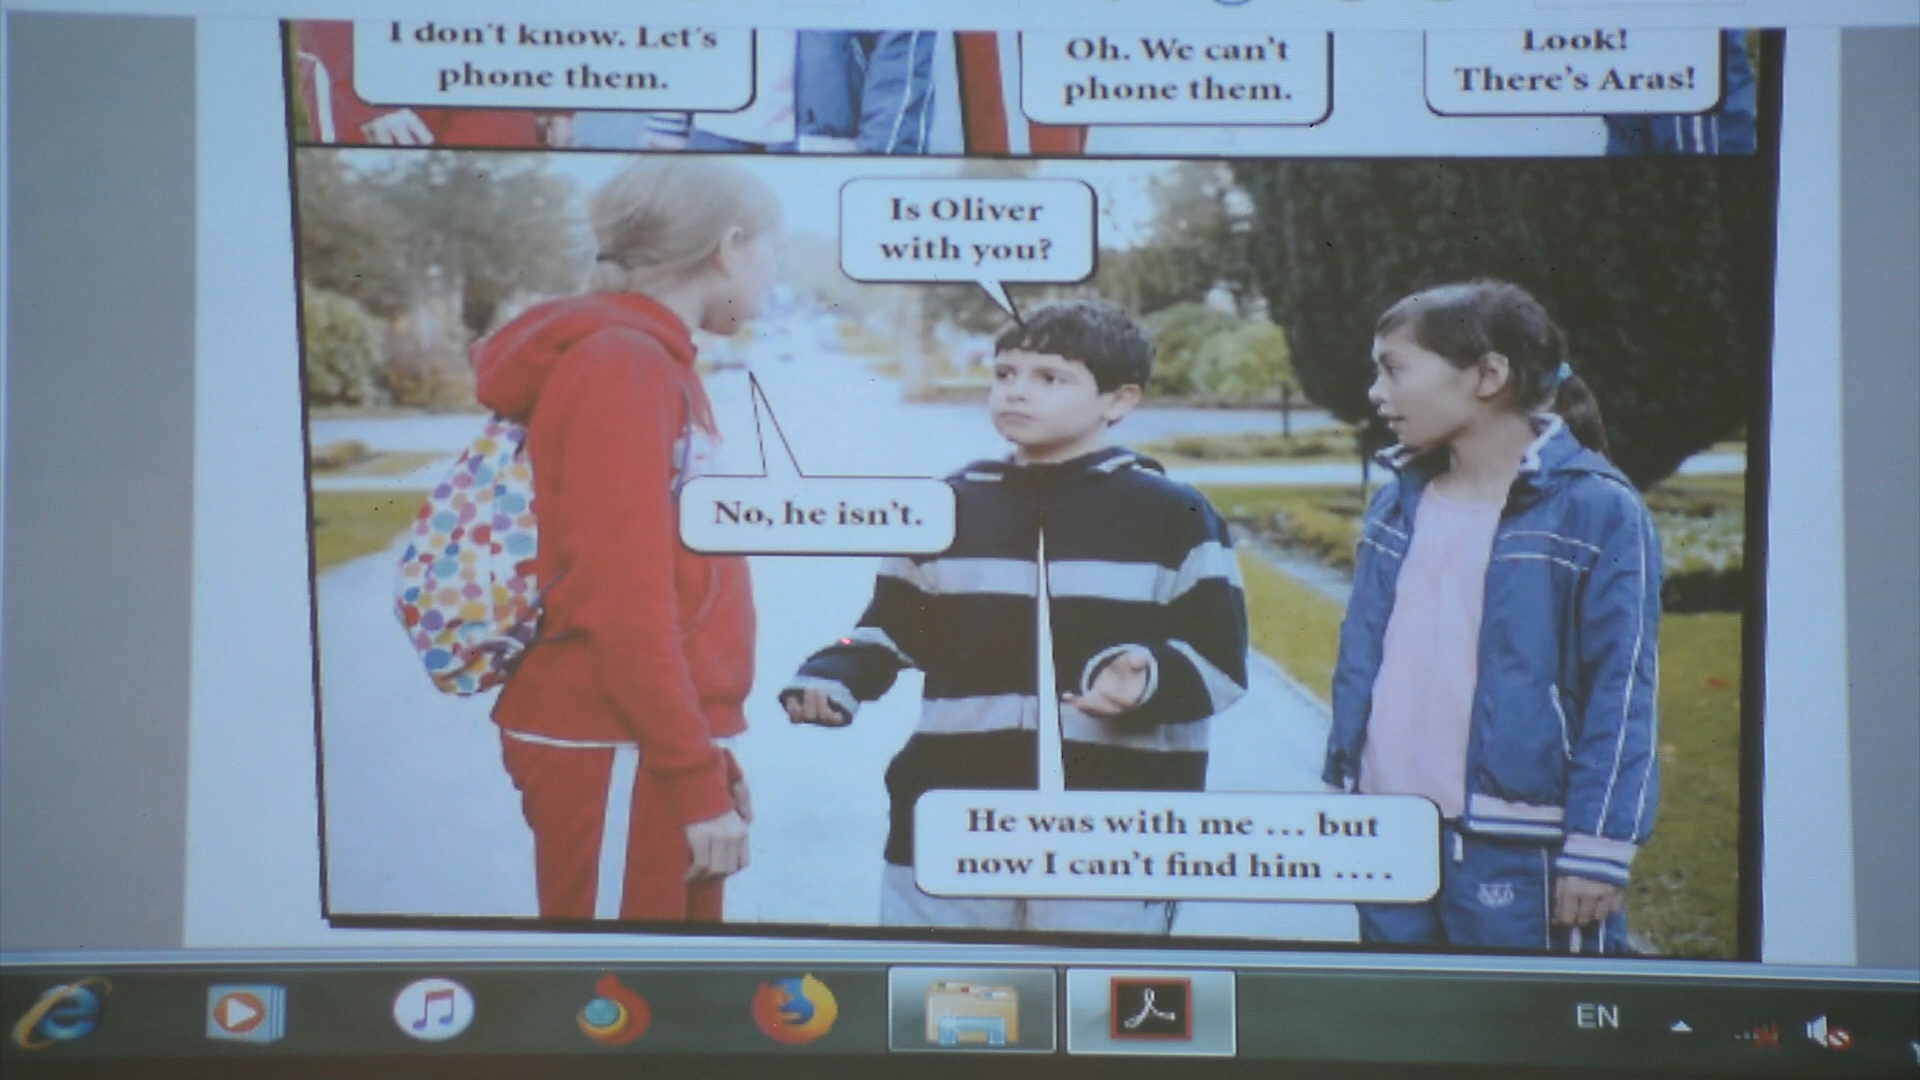 I don't know. Let's
phone them.
Oh. We can't
phone them.
Look!
There's Aras!
Is Oliver
with you?
No, he isn't.
He was with me ... but
now I can't find him ....
EN